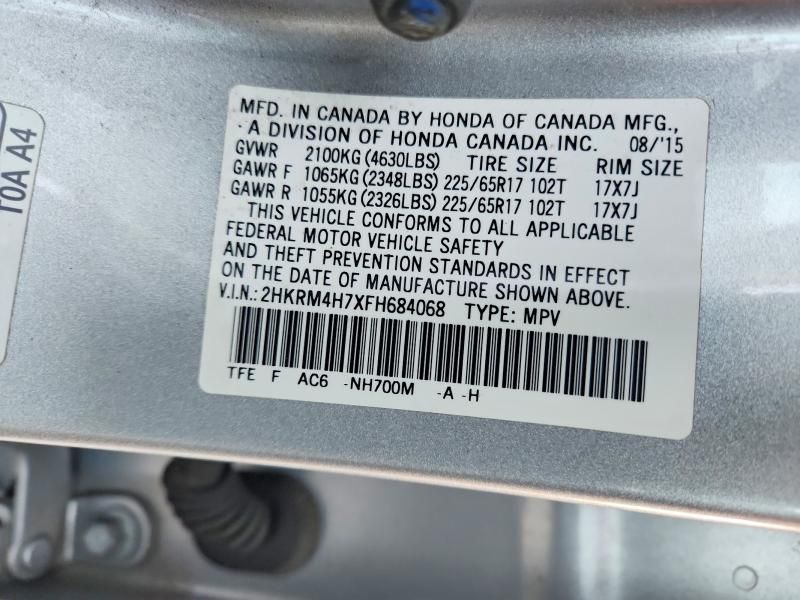 MFD. IN CANADA BY HONDA OF CANADA MFG.,
A DIVISION OF HONDA CANADA INC. 08/'15
GVWR 2100KG (4630LBS) TIRE SIZE RIM SIZE
GAWR F 1065KG (2348LBS) 225/65R17 102T 17X7J
GAWR R 1055KG (2326LBS) 225/65R17 102T 17X7J
THIS VEHICLE CONFORMS TO ALL APPLICABLE
FEDERAL MOTOR VEHICLE SAFETY
AND THEFT PREVENTION STANDARDS IN EFFECT
ON THE DATE OF MANUFACTURE SHOWN ABOVE.
V.I.N.: 2HKRM4H7XFH684068 TYPE: MPV
TFE F AC6 -NH700M -A -H
T0A A4